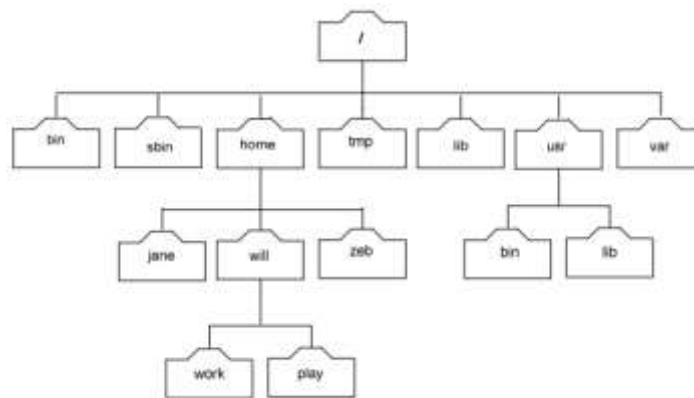 /
bin sbin home tmp lib usr var
jane will zeb bin lib
work play